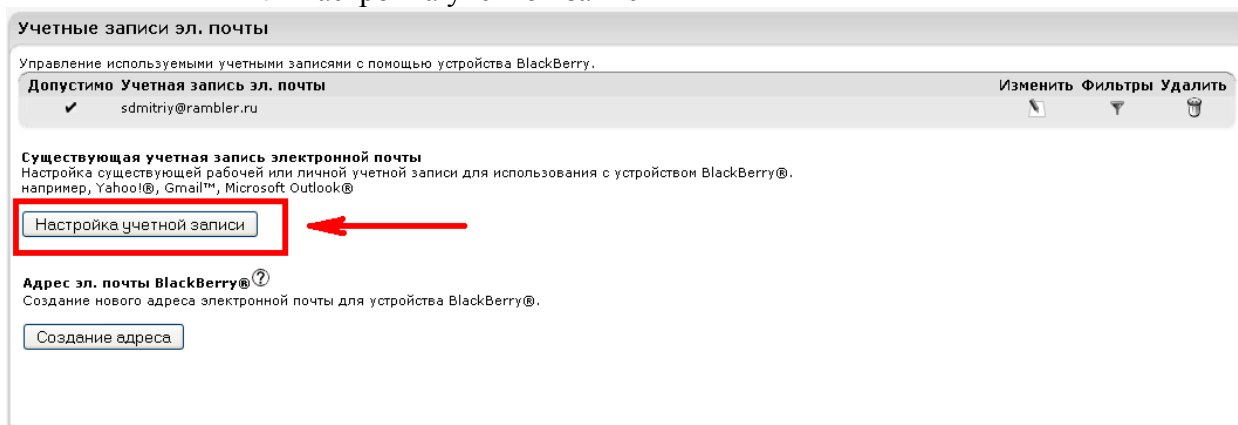 Учетные записи эл. почты
Управление используемыми учетными записями с помощью устройства BlackBerry.
Допустимо Учетная запись эл. почты Изменить Фильтры Удалить
✔ sdmitriy@rambler.ru
Существующая учетная запись электронной почты
Настройка существующей рабочей или личной учетной записи для использования с устройством BlackBerry®.
например, Yahoo!®, Gmail™, Microsoft Outlook®
Настройка учетной записи
Адрес эл. почты BlackBerry® ?
Создание нового адреса электронной почты для устройства BlackBerry®.
Создание адреса